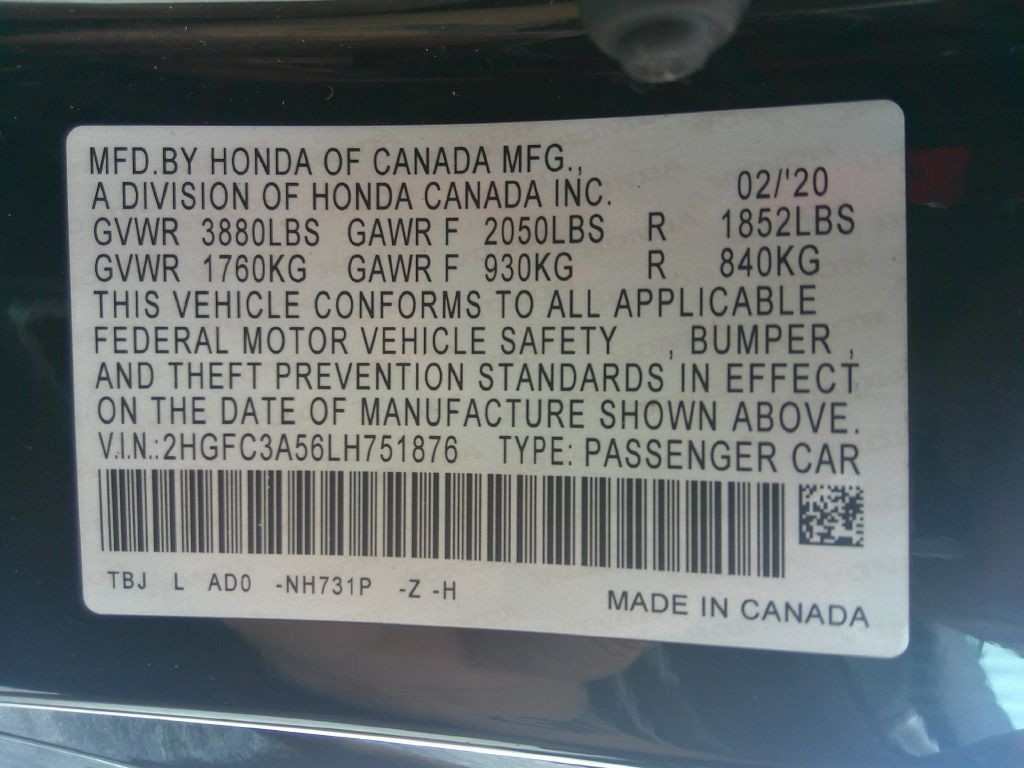 MFD.BY HONDA OF CANADA MFG.,
A DIVISION OF HONDA CANADA INC. 02/'20
GVWR 3880LBS GAWR F 2050LBS R 1852LBS
GVWR 1760KG GAWR F 930KG R 840KG
THIS VEHICLE CONFORMS TO ALL APPLICABLE
FEDERAL MOTOR VEHICLE SAFETY , BUMPER ,
AND THEFT PREVENTION STANDARDS IN EFFECT
ON THE DATE OF MANUFACTURE SHOWN ABOVE.
V.I.N.:2HGFC3A56LH751876 TYPE: PASSENGER CAR
TBJ L AD0 -NH731P -Z -H
MADE IN CANADA